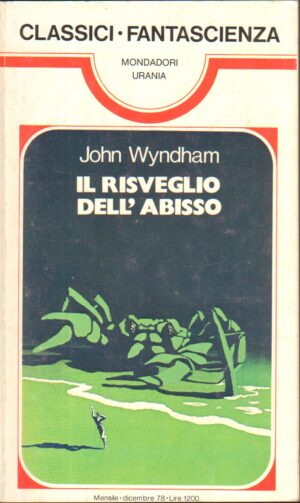 CLASSICI • FANTASCIENZA
MONDADORI
URANIA
John Wyndham
IL RISVEGLIO
DELL'ABISSO
Mensile • dicembre 78 • Lire 1200